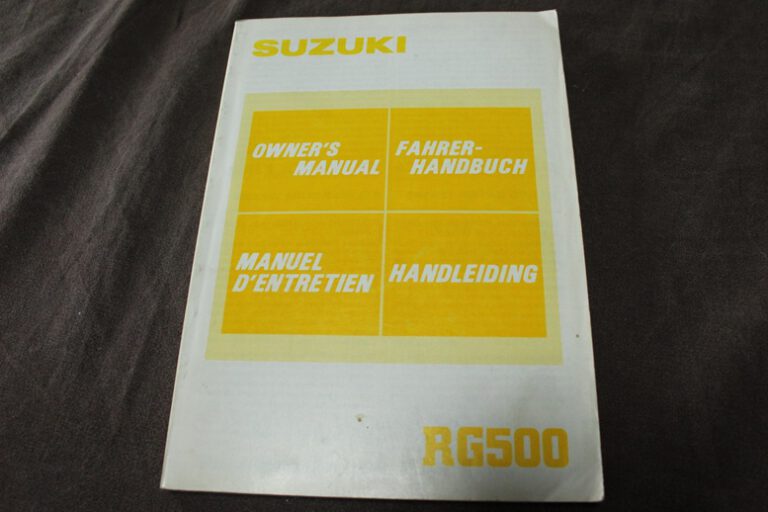 SUZUKI
OWNER'S
MANUAL
FAHRER-
HANDBUCH
MANUEL
D'ENTRETIEN
HANDLEIDING
RG500